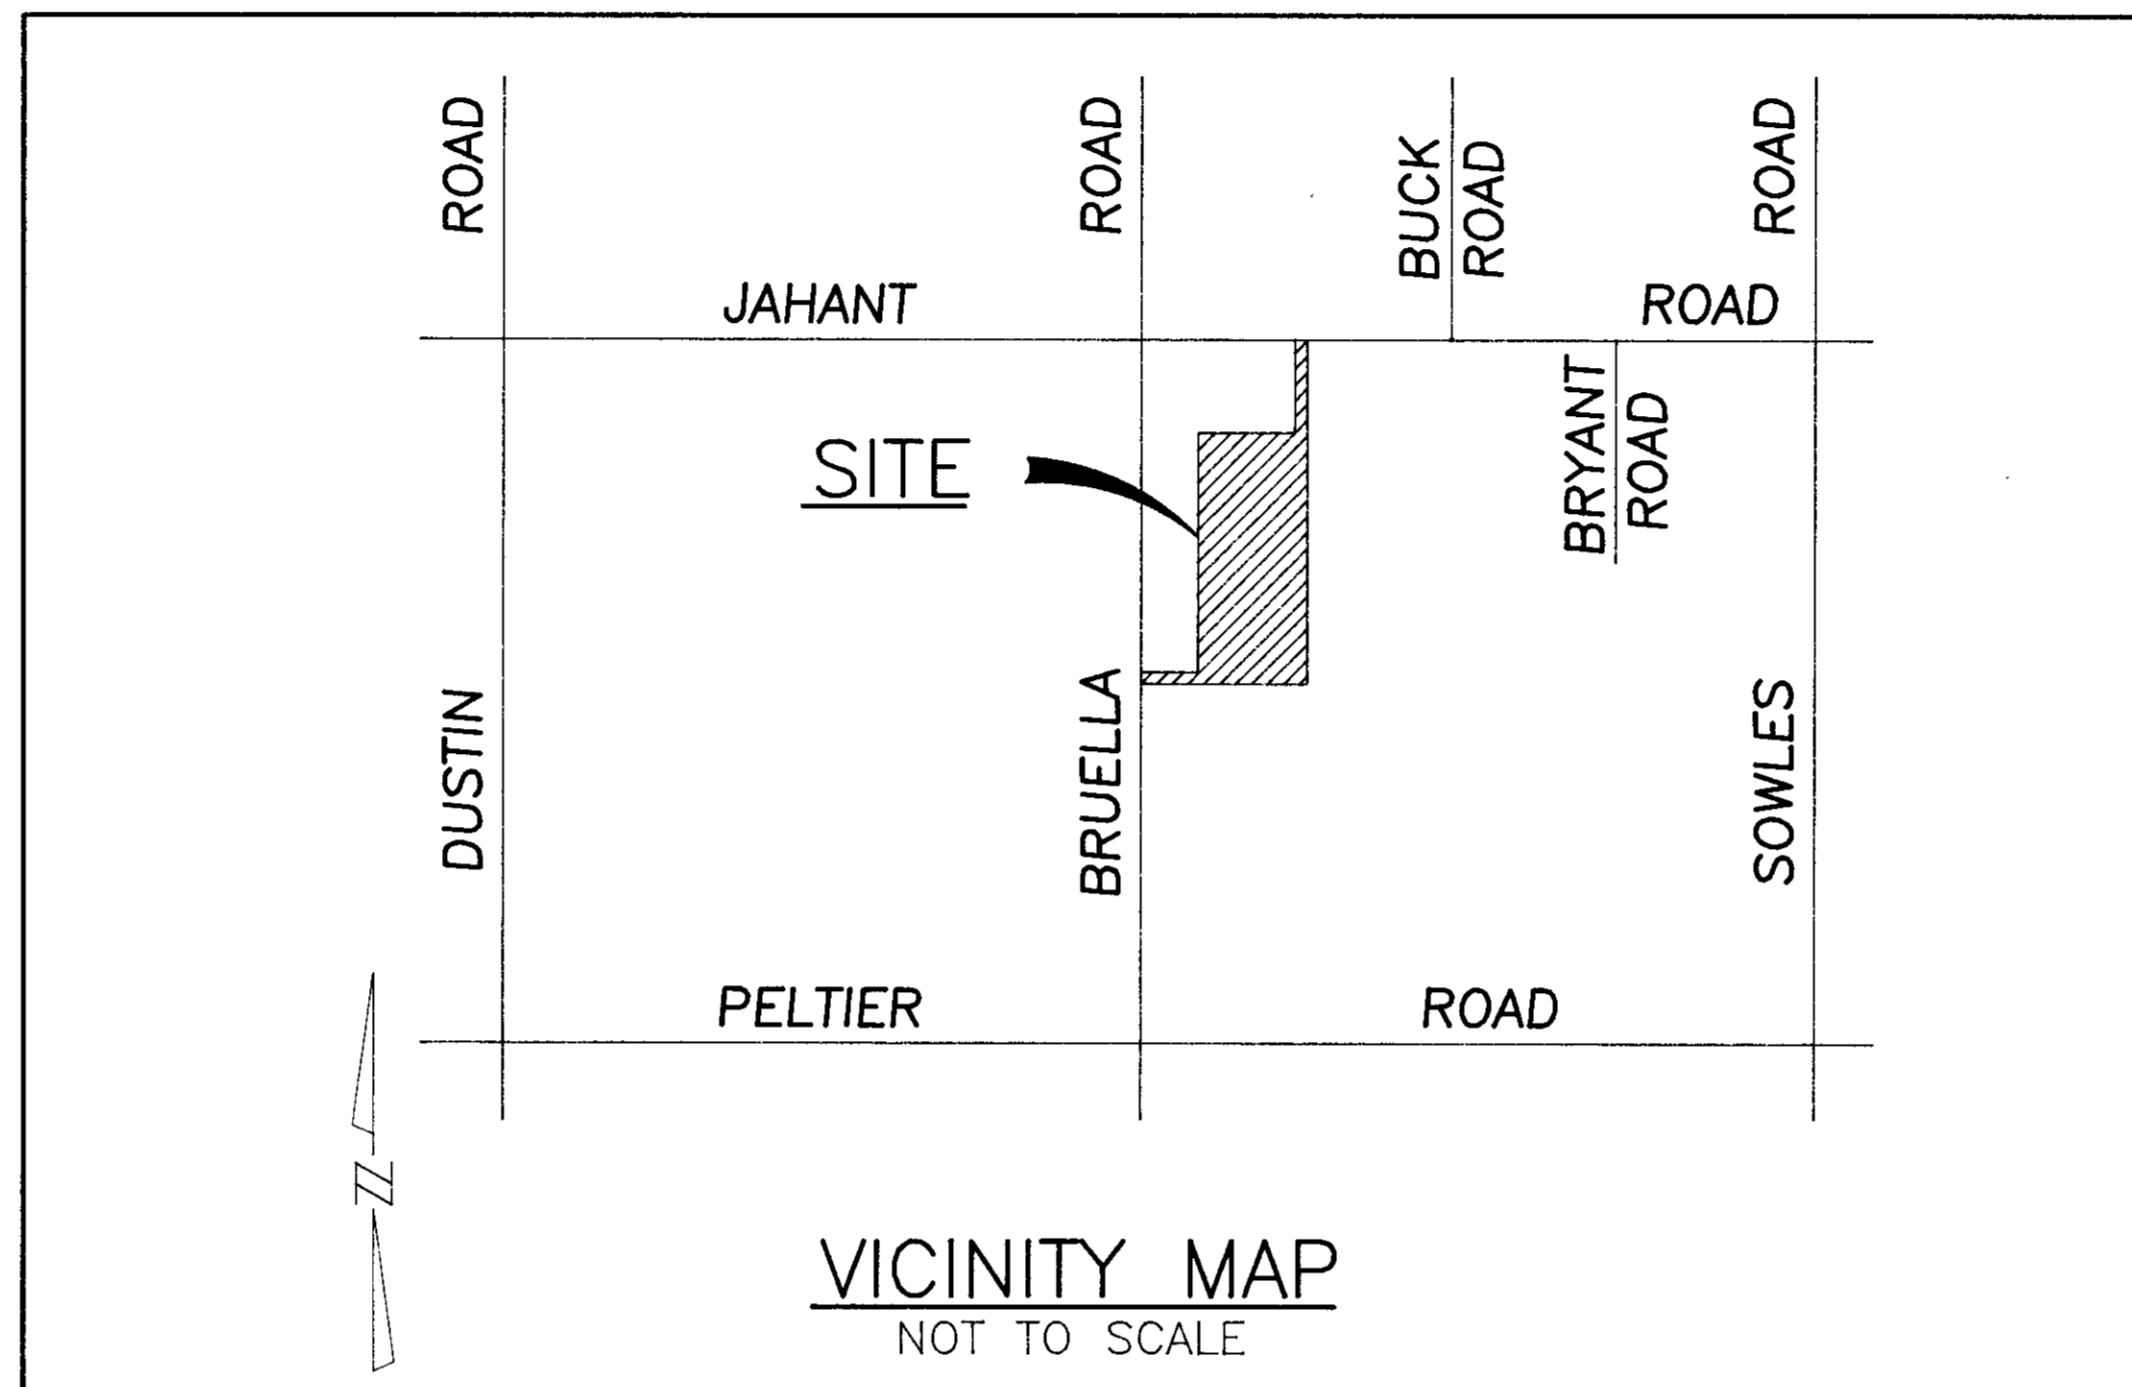 ROAD
ROAD
BUCK
ROAD
ROAD
JAHANT
ROAD
BRYANT
ROAD
SITE
DUSTIN
BRUELLA
SOWLES
PELTIER
ROAD
N
VICINITY MAP
NOT TO SCALE